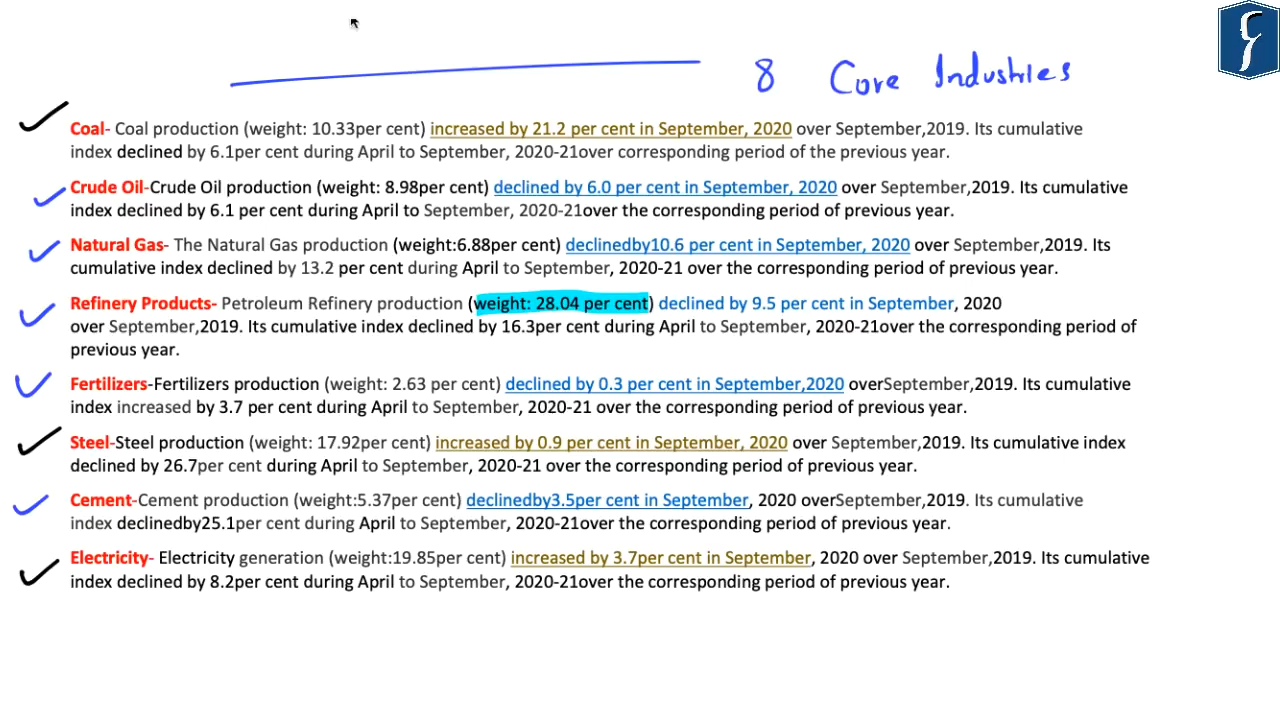 8 Core Industries
Coal- Coal production (weight: 10.33per cent) increased by 21.2 per cent in September, 2020 over September,2019. Its cumulative
index declined by 6.1per cent during April to September, 2020-21over corresponding period of the previous year.
Crude Oil-Crude Oil production (weight: 8.98per cent) declined by 6.0 per cent in September, 2020 over September,2019. Its cumulative
index declined by 6.1 per cent during April to September, 2020-21over the corresponding period of previous year.
Natural Gas- The Natural Gas production (weight:6.88per cent) declinedby10.6 per cent in September, 2020 over September,2019. Its
cumulative index declined by 13.2 per cent during April to September, 2020-21 over the corresponding period of previous year.
Refinery Products- Petroleum Refinery production (weight: 28.04 per cent) declined by 9.5 per cent in September, 2020
over September,2019. Its cumulative index declined by 16.3per cent during April to September, 2020-21over the corresponding period of
previous year.
Fertilizers-Fertilizers production (weight: 2.63 per cent) declined by 0.3 per cent in September,2020 overSeptember,2019. Its cumulative
index increased by 3.7 per cent during April to September, 2020-21 over the corresponding period of previous year.
Steel-Steel production (weight: 17.92per cent) increased by 0.9 per cent in September, 2020 over September,2019. Its cumulative index
declined by 26.7per cent during April to September, 2020-21 over the corresponding period of previous year.
Cement-Cement production (weight:5.37per cent) declinedby3.5per cent in September, 2020 overSeptember,2019. Its cumulative
index declinedby25.1per cent during April to September, 2020-21over the corresponding period of previous year.
Electricity- Electricity generation (weight:19.85per cent) increased by 3.7per cent in September, 2020 over September,2019. Its cumulative
index declined by 8.2per cent during April to September, 2020-21over the corresponding period of previous year.